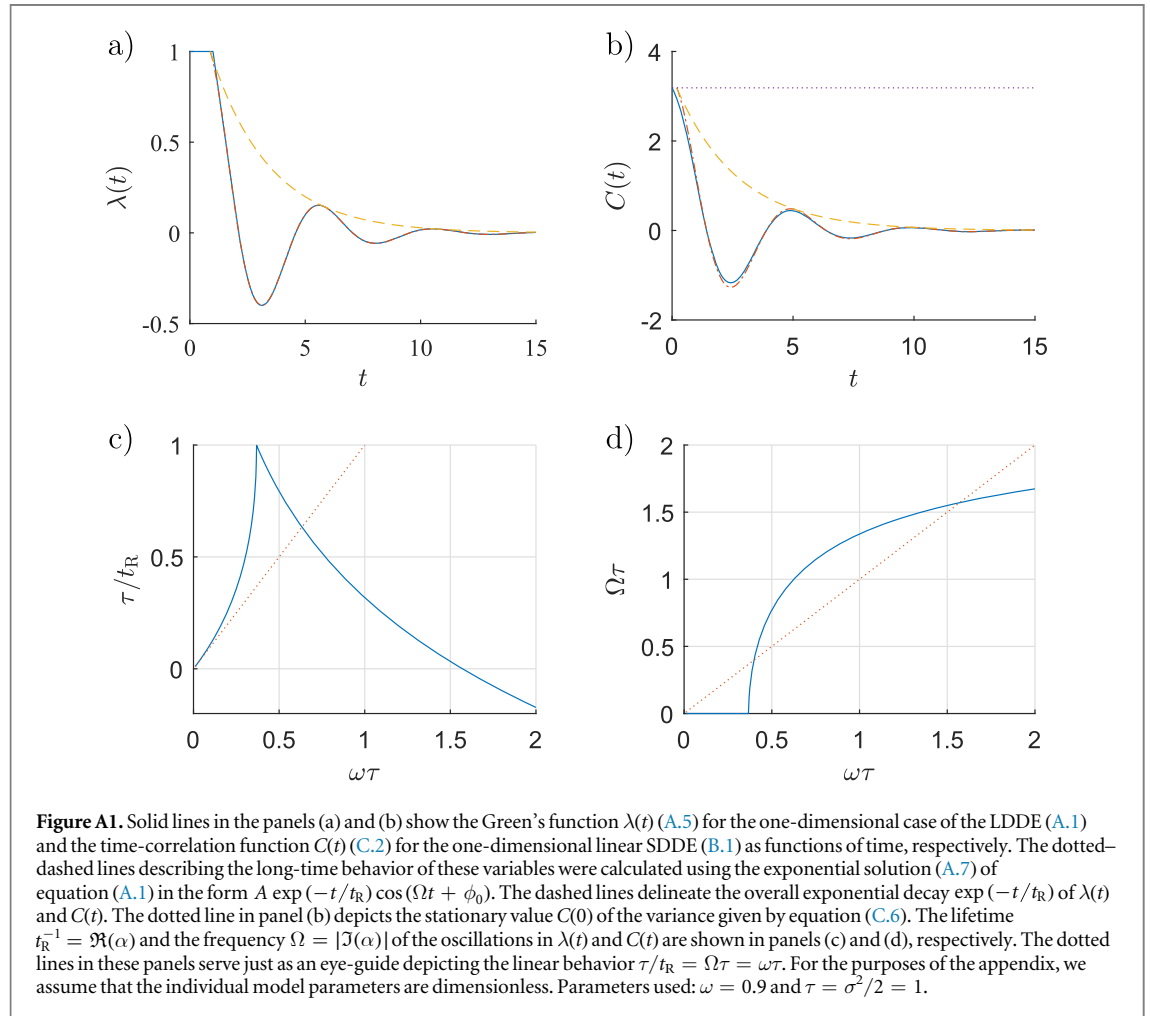 a)
1
0.5
0
-0.5
λ(t)
0
5
10
15
t
b)
4
2
0
-2
C(t)
0
5
10
15
t
c)
1
0.5
0
τ/t_R
0
0.5
1
1.5
2
ωτ
d)
2
1.5
1
0.5
0
Ωτ
0
0.5
1
1.5
2
ωτ
Figure A1. Solid lines in the panels (a) and (b) show the Green's function λ(t) (A.5) for the one-dimensional case of the LDDE (A.1)
and the time-correlation function C(t) (C.2) for the one-dimensional linear SDDE (B.1) as functions of time, respectively. The dotted–
dashed lines describing the long-time behavior of these variables were calculated using the exponential solution (A.7) of
equation (A.1) in the form A exp (−t/t_R) cos (Ωt + ϕ₀). The dashed lines delineate the overall exponential decay exp (−t/t_R) of λ(t)
and C(t). The dotted line in panel (b) depicts the stationary value C(0) of the variance given by equation (C.6). The lifetime
t_R⁻¹ = ℜ(α) and the frequency Ω = |ℑ(α)| of the oscillations in λ(t) and C(t) are shown in panels (c) and (d), respectively. The dotted
lines in these panels serve just as an eye-guide depicting the linear behavior τ/t_R = Ωτ = ωτ. For the purposes of the appendix, we
assume that the individual model parameters are dimensionless. Parameters used: ω = 0.9 and τ = σ²/2 = 1.